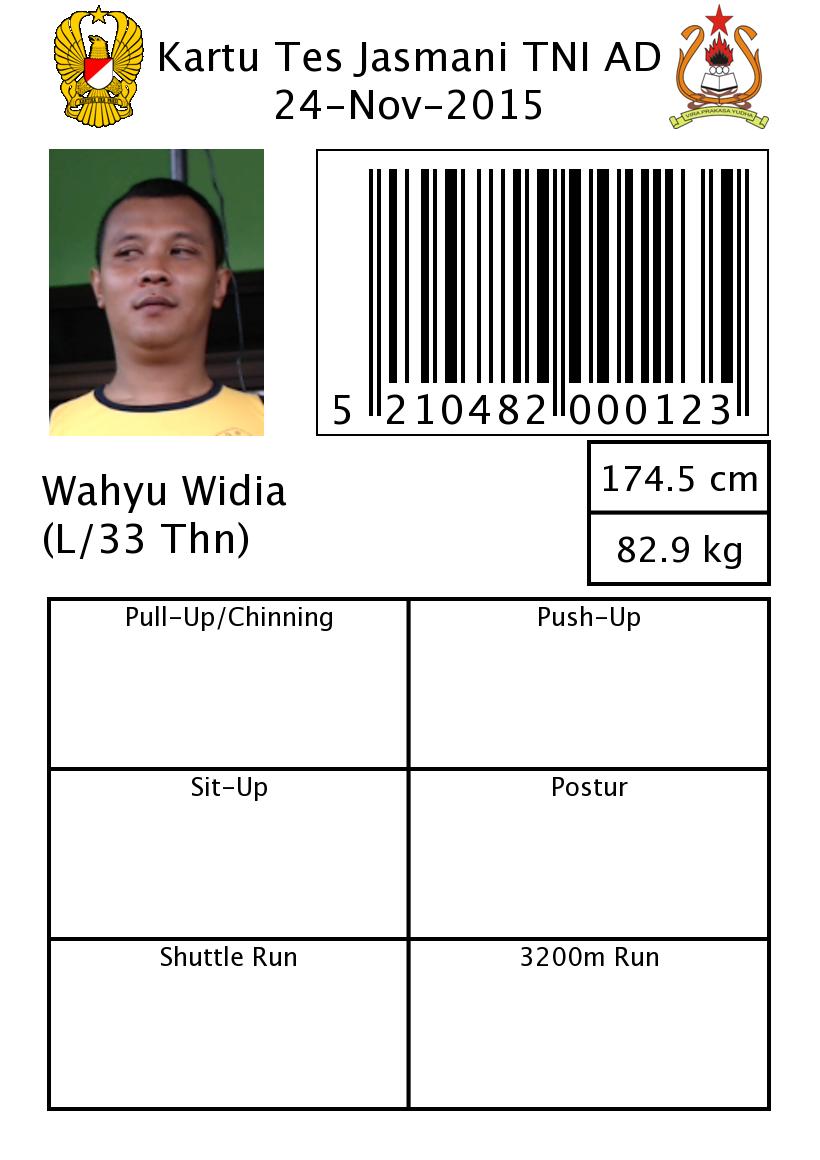 Kartu Tes Jasmani TNI AD
24-Nov-2015
VIRA PRAKASA YUDHA
5 210482 000123
Wahyu Widia
(L/33 Thn)
174.5 cm
82.9 kg
Pull-Up/Chinning
Push-Up
Sit-Up
Postur
Shuttle Run
3200m Run